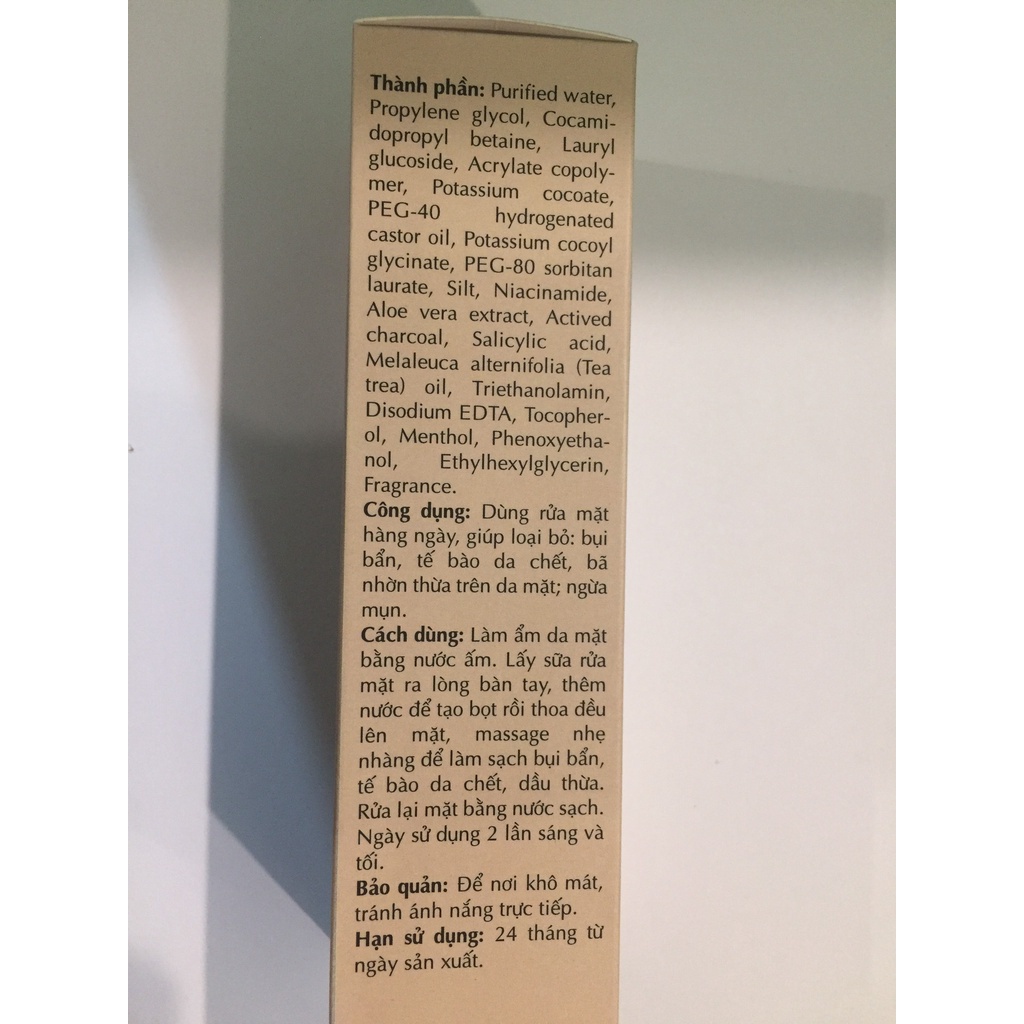 Thành phần: Purified water,
Propylene glycol, Cocami-
dopropyl betaine, Lauryl
glucoside, Acrylate copoly-
mer, Potassium cocoate,
PEG-40 hydrogenated
castor oil, Potassium cocoyl
glycinate, PEG-80 sorbitan
laurate, Silt, Niacinamide,
Aloe vera extract, Actived
charcoal, Salicylic acid,
Melaleuca alternifolia (Tea
trea) oil, Triethanolamin,
Disodium EDTA, Tocopher-
ol, Menthol, Phenoxyetha-
nol, Ethylhexylglycerin,
Fragrance.
Công dụng: Dùng rửa mặt
hàng ngày, giúp loại bỏ: bụi
bẩn, tế bào da chết, bã
nhờn thừa trên da mặt; ngừa
mụn.
Cách dùng: Làm ẩm da mặt
bằng nước ấm. Lấy sữa rửa
mặt ra lòng bàn tay, thêm
nước để tạo bọt rồi thoa đều
lên mặt, massage nhẹ
nhàng để làm sạch bụi bẩn,
tế bào da chết, dầu thừa.
Rửa lại mặt bằng nước sạch.
Ngày sử dụng 2 lần sáng và
tối.
Bảo quản: Để nơi khô mát,
tránh ánh nắng trực tiếp.
Hạn sử dụng: 24 tháng từ
ngày sản xuất.